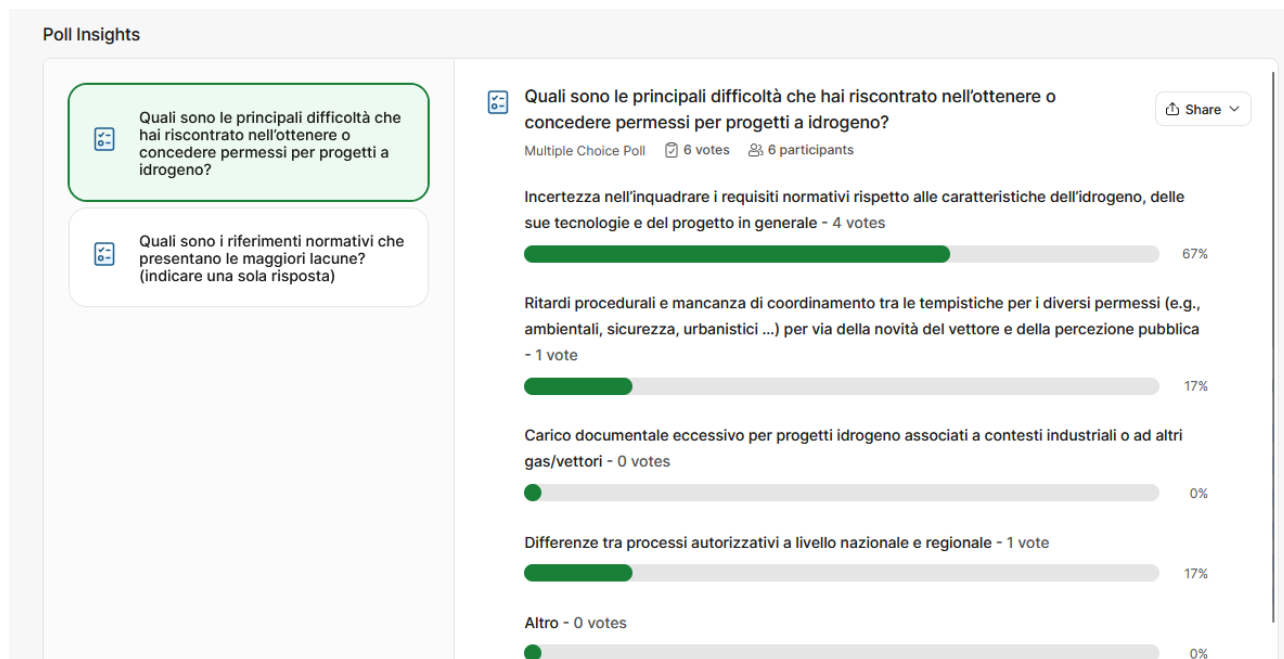 Poll Insights
Quali sono le principali difficoltà che
hai riscontrato nell'ottenere o
concedere permessi per progetti a
idrogeno?
Quali sono i riferimenti normativi che
presentano le maggiori lacune?
(indicare una sola risposta)
Quali sono le principali difficoltà che hai riscontrato nell'ottenere o
concedere permessi per progetti a idrogeno?
Share
Multiple Choice Poll 6 votes 6 participants
Incertezza nell'inquadrare i requisiti normativi rispetto alle caratteristiche dell'idrogeno, delle
sue tecnologie e del progetto in generale - 4 votes
67%
Ritardi procedurali e mancanza di coordinamento tra le tempistiche per i diversi permessi (e.g.,
ambientali, sicurezza, urbanistici ...) per via della novità del vettore e della percezione pubblica
- 1 vote
17%
Carico documentale eccessivo per progetti idrogeno associati a contesti industriali o ad altri
gas/vettori - 0 votes
0%
Differenze tra processi autorizzativi a livello nazionale e regionale - 1 vote
17%
Altro - 0 votes
0%